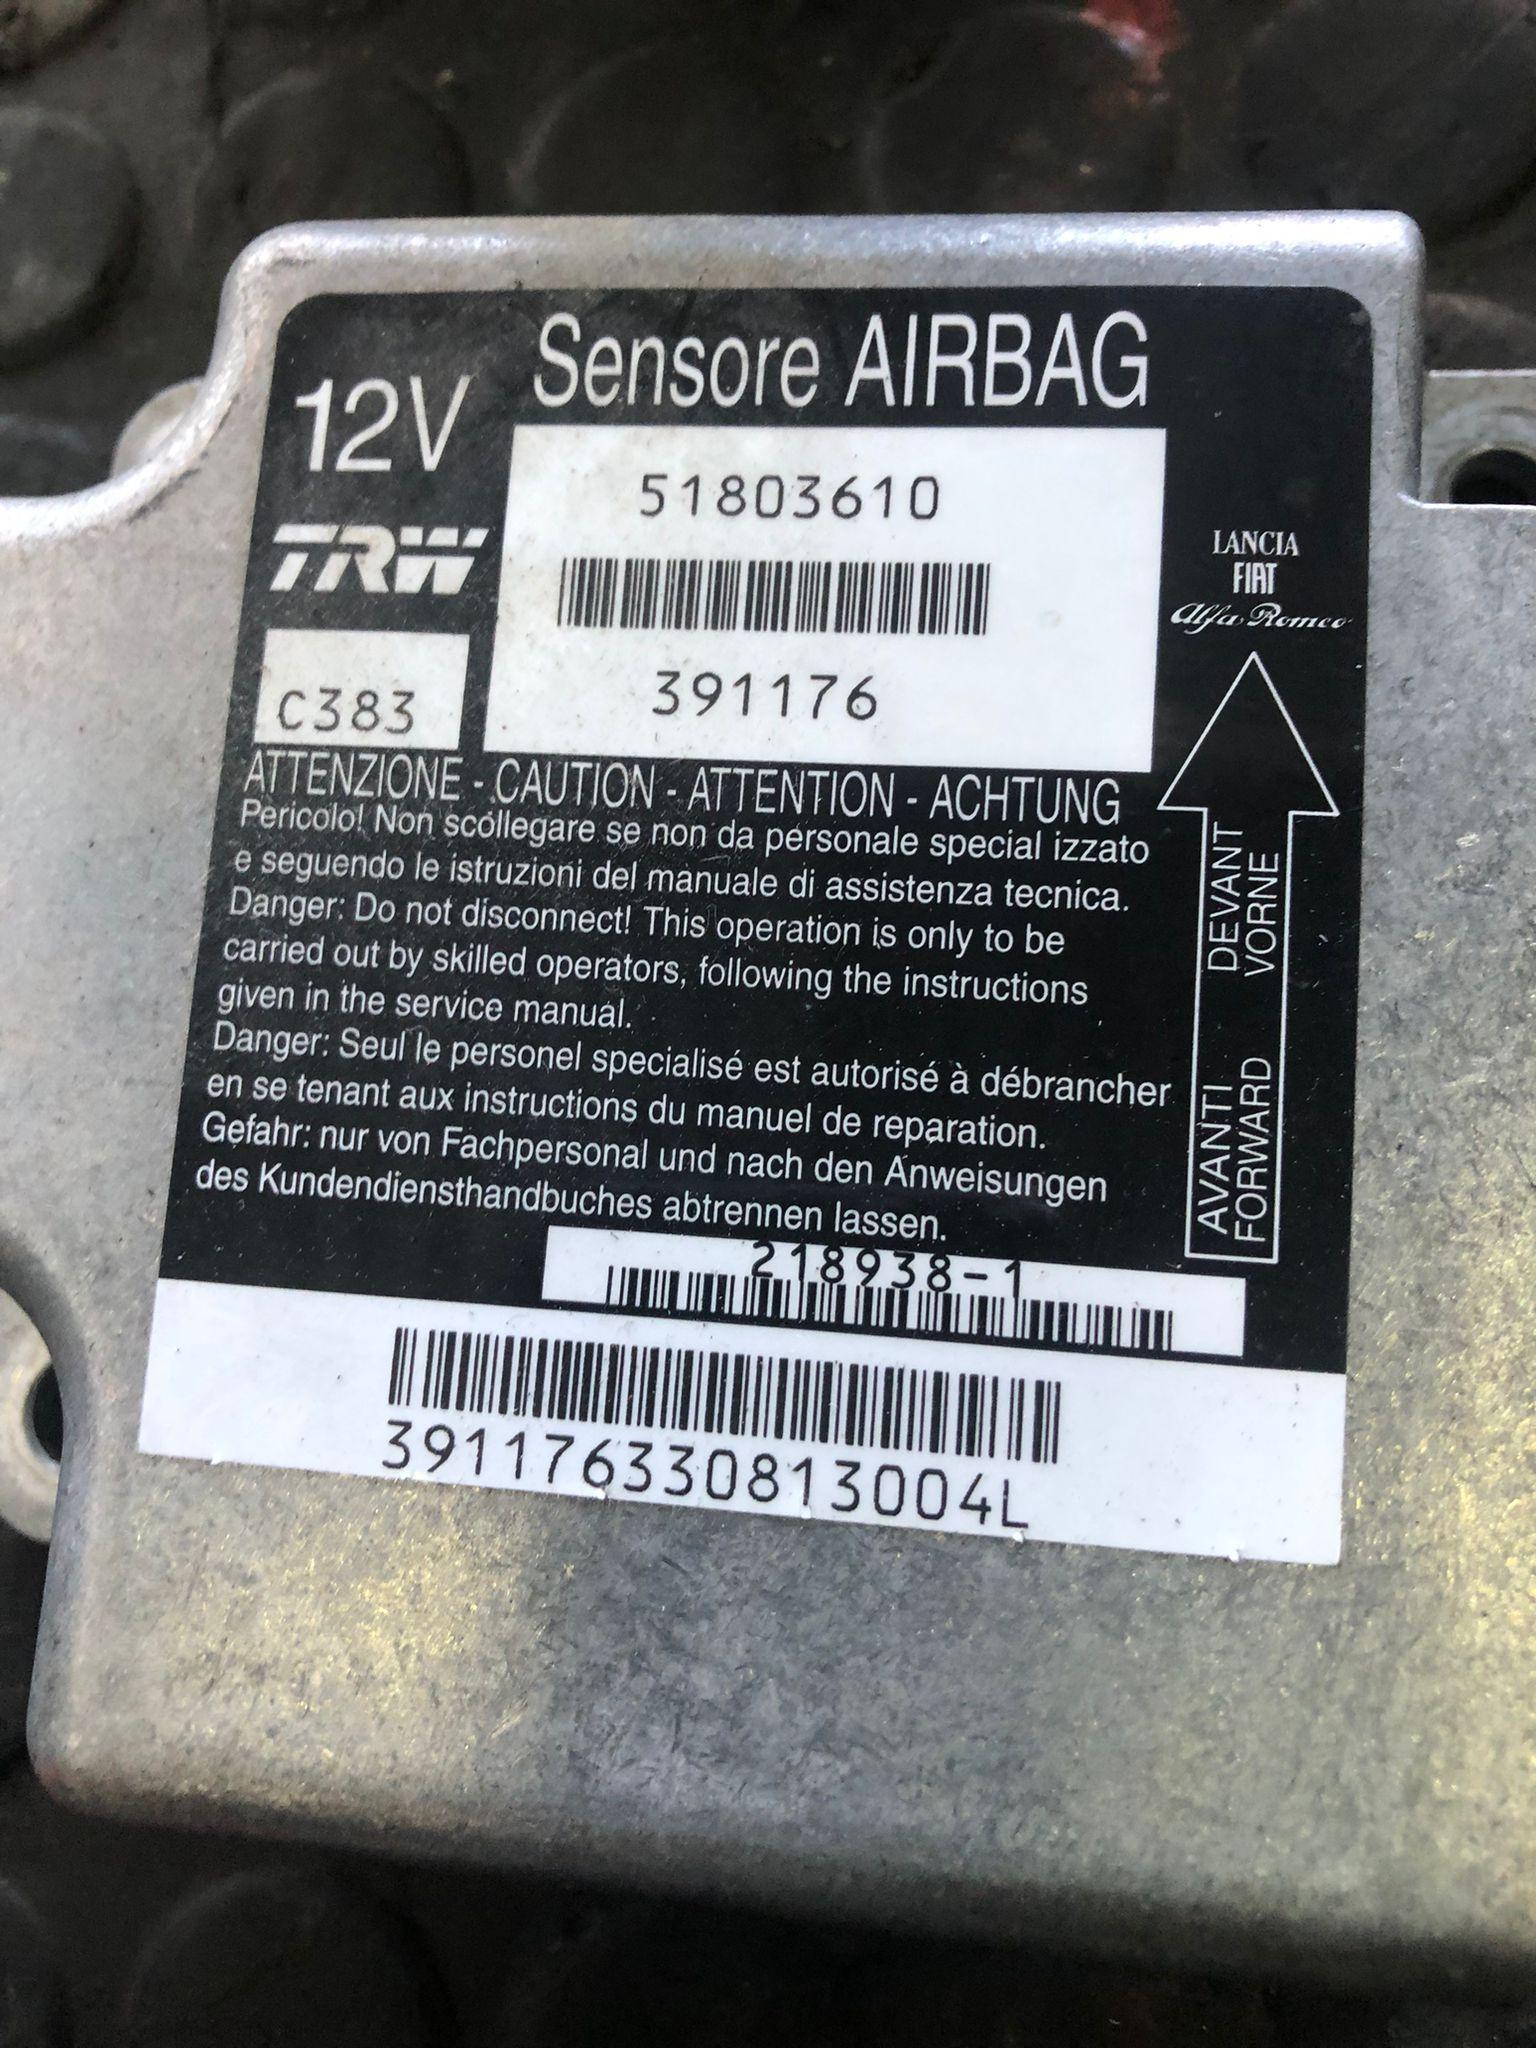 Sensore AIRBAG
12V
TRW
C383
51803610
391176
LANCIA
FIAT
Alfa Romeo
ATTENZIONE - CAUTION - ATTENTION - ACHTUNG
Pericolo! Non scollegare se non da personale special izzato
e seguendo le istruzioni del manuale di assistenza tecnica.
Danger: Do not disconnect! This operation is only to be
carried out by skilled operators, following the instructions
given in the service manual.
Danger: Seul le personel specialisé est autorisé à débrancher
en se tenant aux instructions du manuel de reparation.
Gefahr: nur von Fachpersonal und nach den Anweisungen
des Kundendiensthandbuches abtrennen lassen.
AVANTI DEVANT
FORWARD VORNE
218938-1
391176330813004L